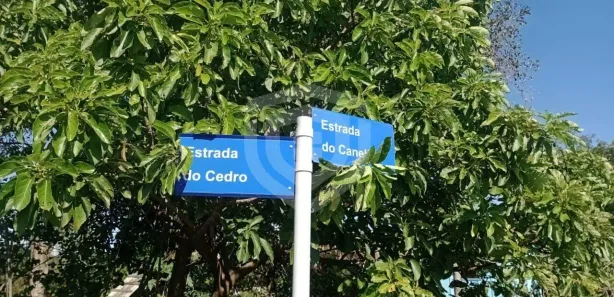 Estrada
do Cedro
Estrada
do